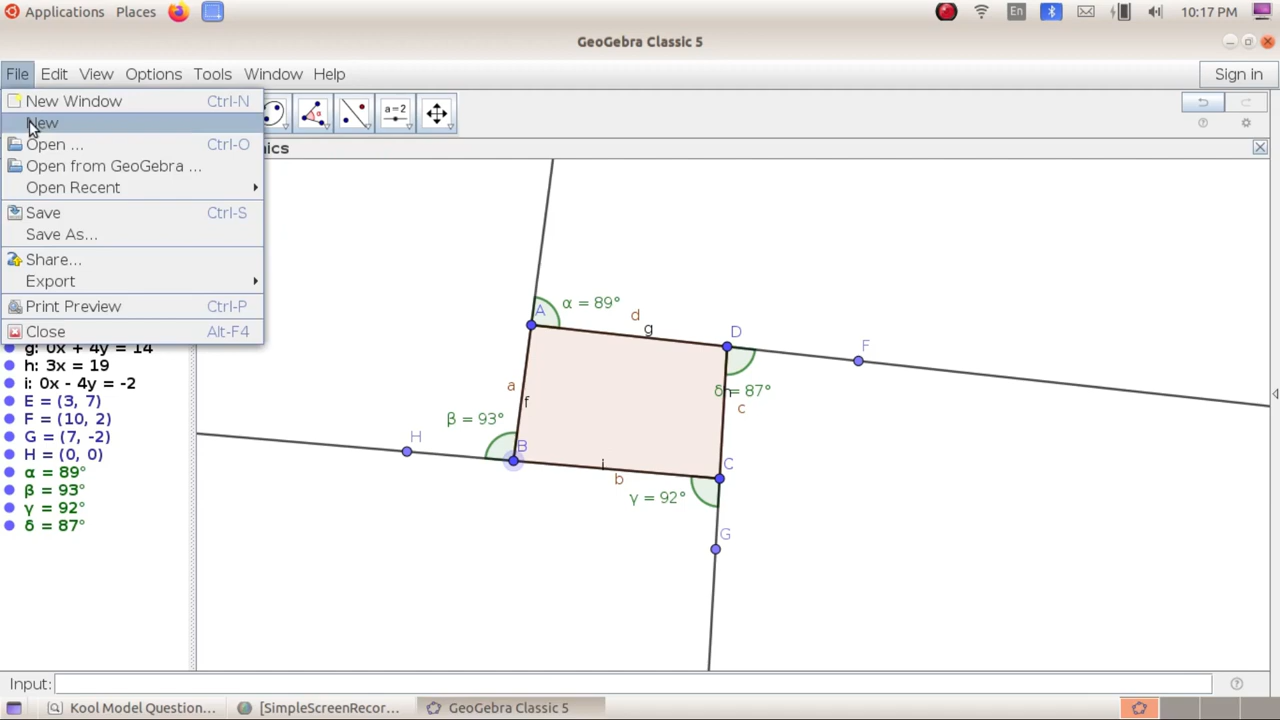 Applications Places En 10:17 PM
GeoGebra Classic 5
File Edit View Options Tools Window Help Sign in
New Window Ctrl-N
New
Open ... Ctrl-O
Open from GeoGebra ...
Open Recent
Save Ctrl-S
Save As...
Share...
Export
Print Preview Ctrl-P
Close Alt-F4
a=2
ics
g: 0x + 4y = 14
h: 3x = 19
i: 0x - 4y = -2
E = (3, 7)
F = (10, 2)
G = (7, -2)
H = (0, 0)
α = 89°
β = 93°
γ = 92°
δ = 87°
A α = 89° d
g D F
a f δ = 87° h
c
β = 93°
H B C
i
b γ = 92°
G
Input:
Kool Model Question... [SimpleScreenRecor... GeoGebra Classic 5